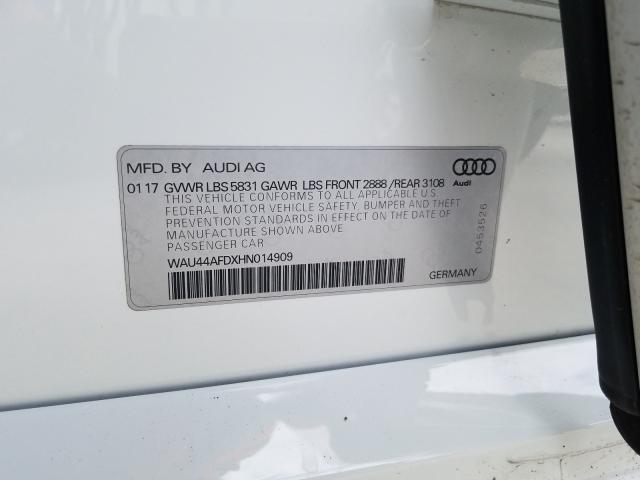 MFD. BY AUDI AG
01 17 GVWR LBS 5831 GAWR LBS FRONT 2888 /REAR 3108
Audi
THIS VEHICLE CONFORMS TO ALL APPLICABLE U.S.
FEDERAL MOTOR VEHICLE SAFETY, BUMPER AND THEFT
PREVENTION STANDARDS IN EFFECT ON THE DATE OF
MANUFACTURE SHOWN ABOVE
PASSENGER CAR
0453526
WAU44AFDXHN014909
GERMANY